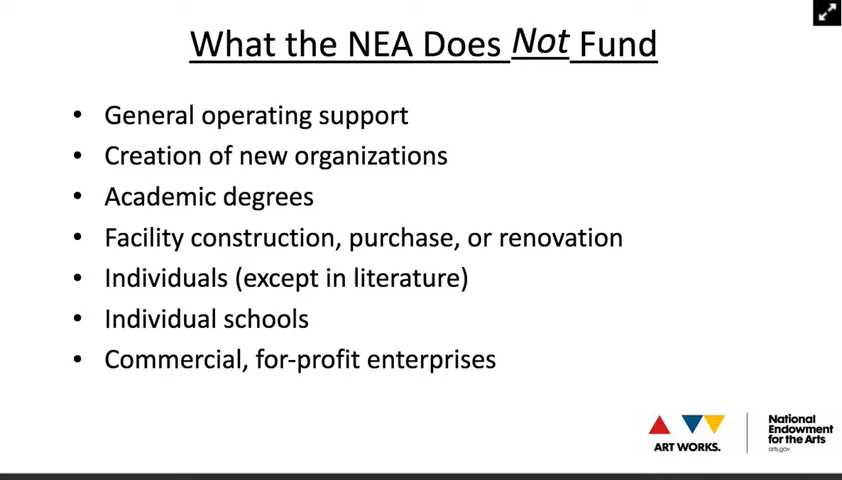 What the NEA Does Not Fund
• General operating support
• Creation of new organizations
• Academic degrees
• Facility construction, purchase, or renovation
• Individuals (except in literature)
• Individual schools
• Commercial, for-profit enterprises
ART WORKS.
National
Endowment
for the Arts
arts.gov